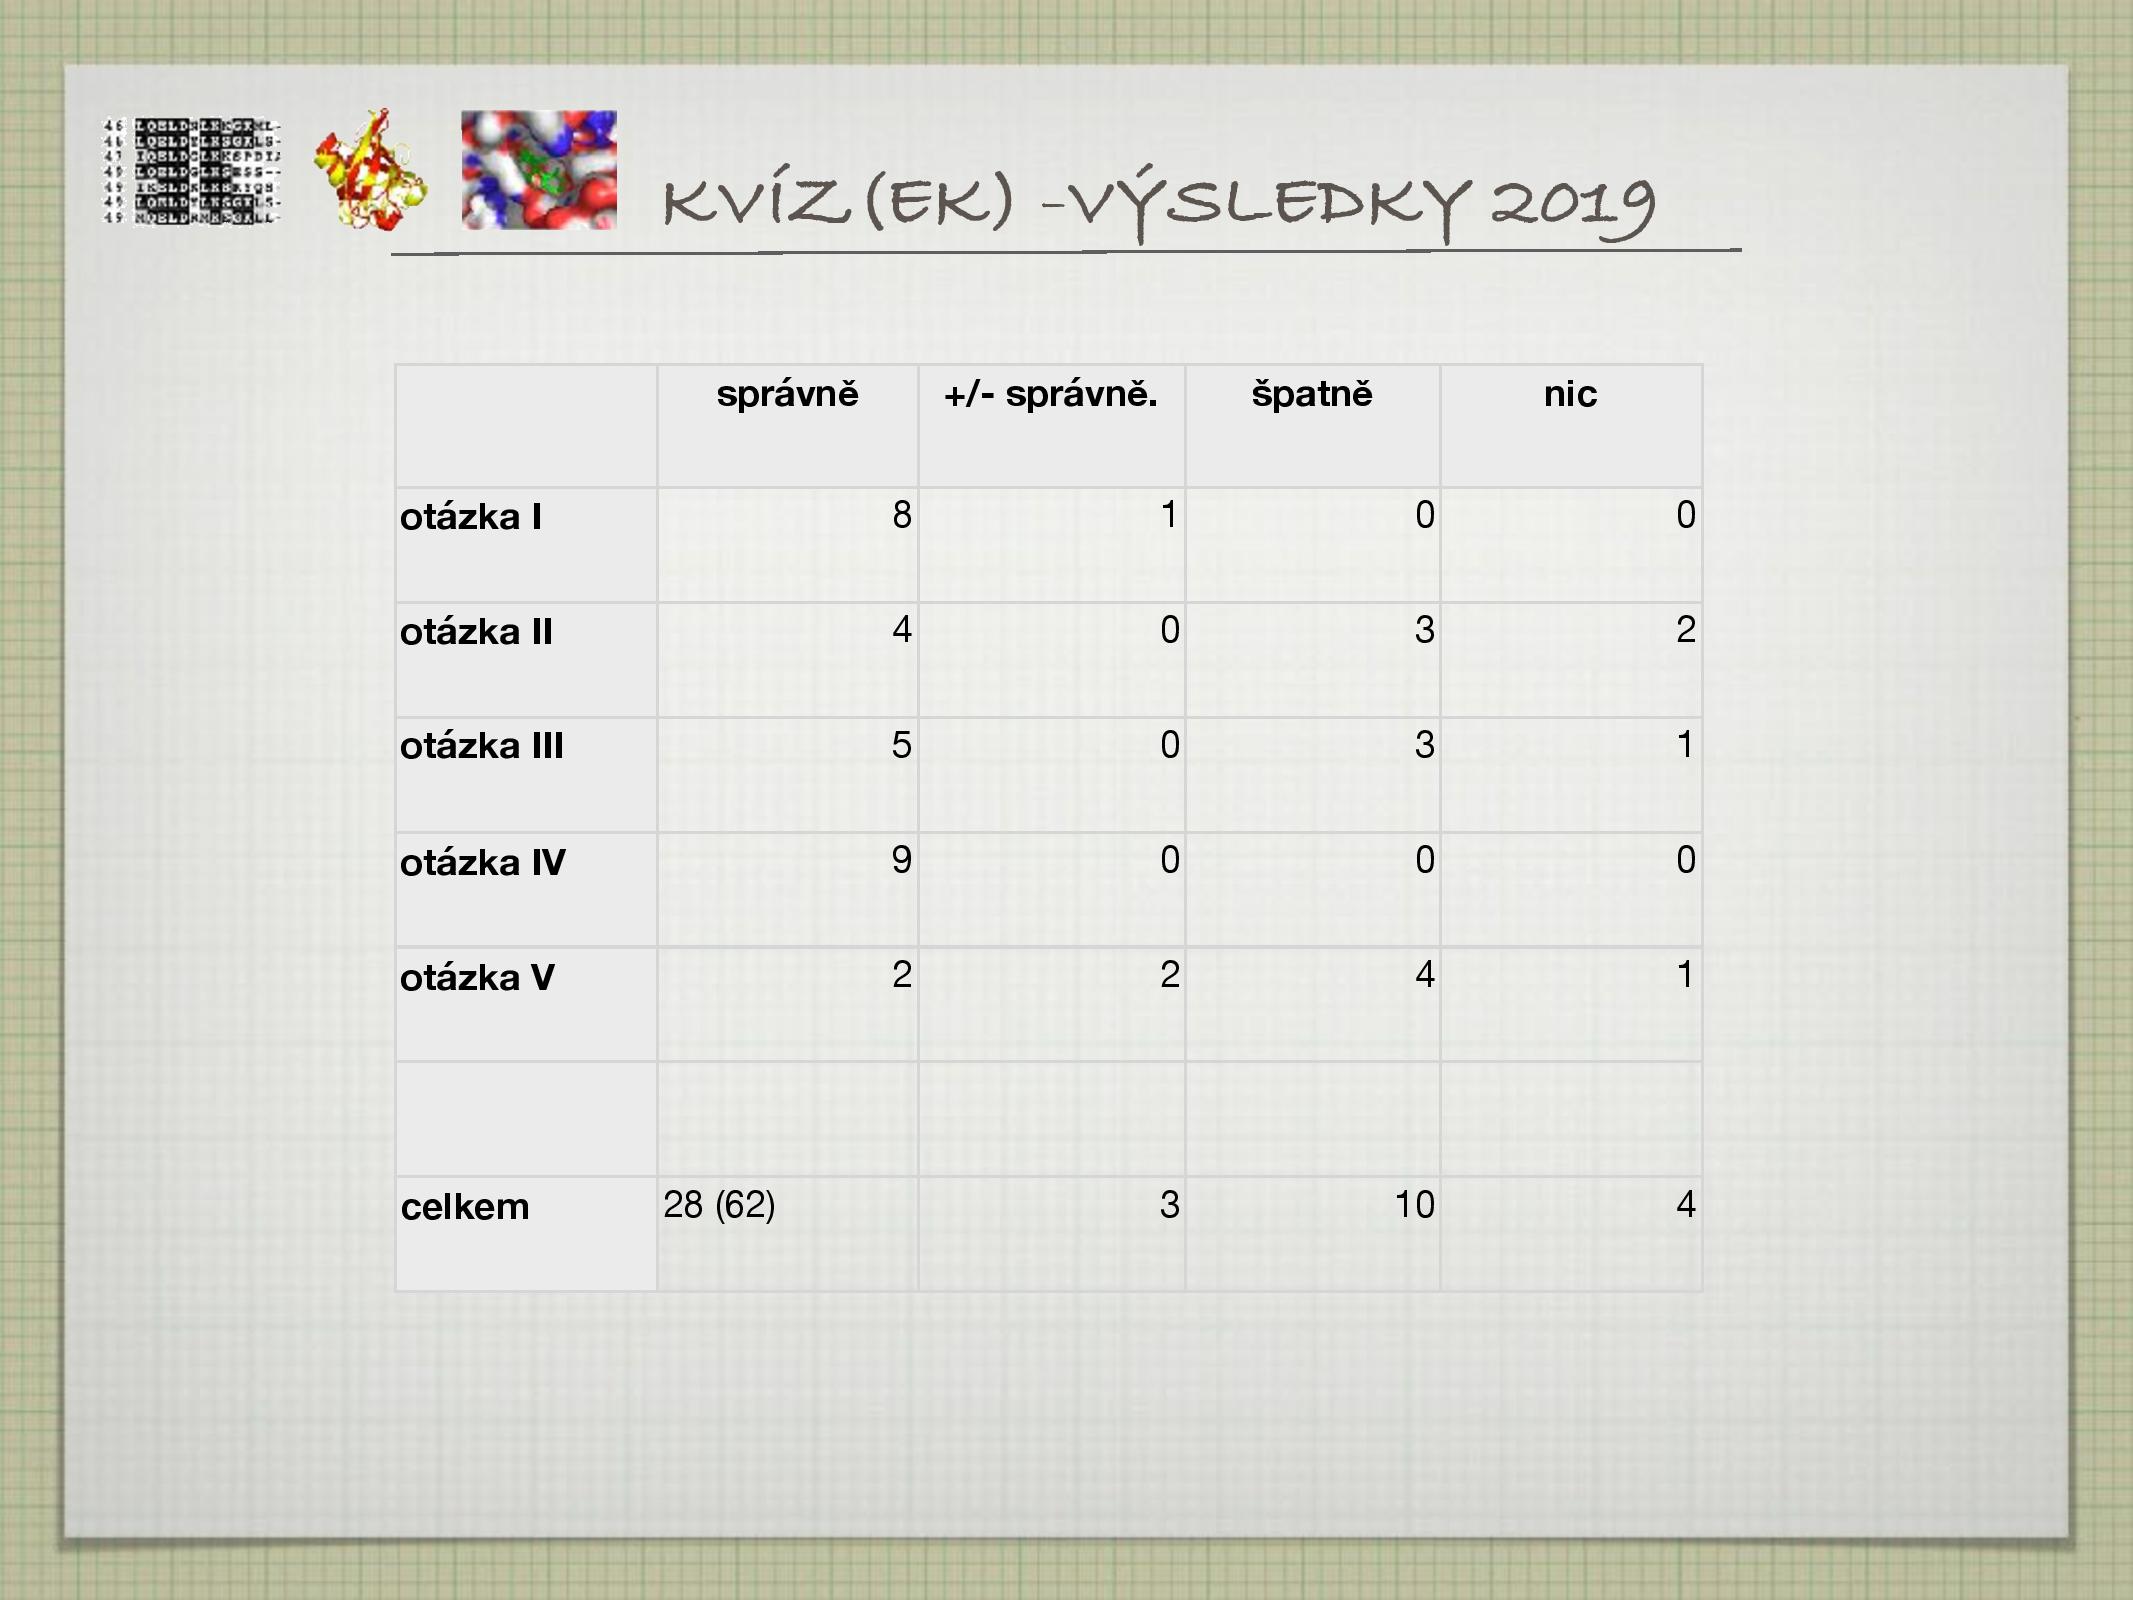 KVÍZ(EK) -VÝSLEDKY 2019
správně +/- správně. špatně nic
otázka I 8 1 0 0
otázka II 4 0 3 2
otázka III 5 0 3 1
otázka IV 9 0 0 0
otázka V 2 2 4 1
celkem 28 (62) 3 10 4